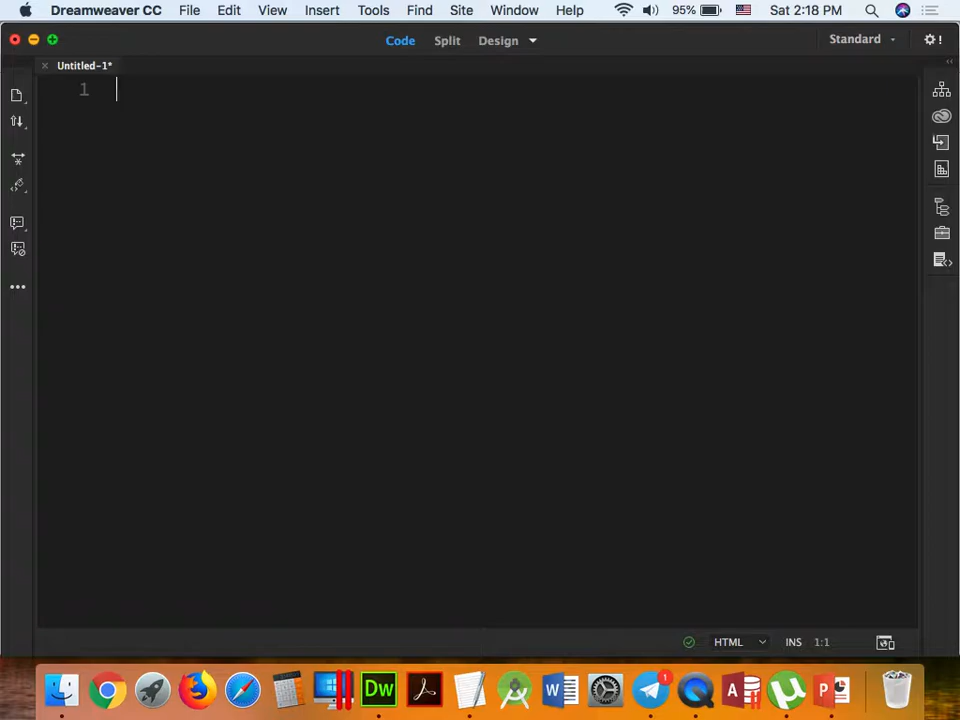 Dreamweaver CC File Edit View Insert Tools Find Site Window Help 95% Sat 2:18 PM
Code Split Design Standard !
× Untitled-1*
1
HTML INS 1:1
Dw W 1 A P